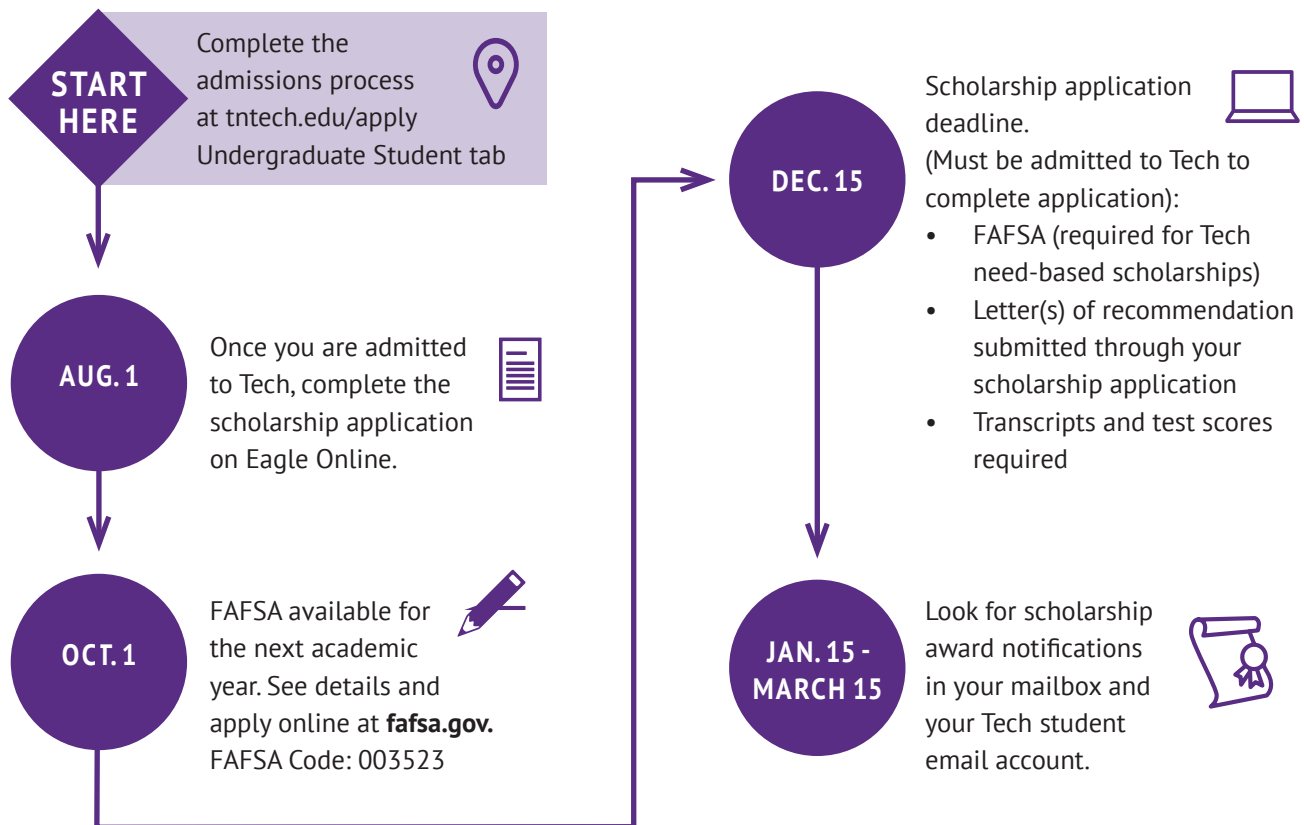 START
HERE
Complete the
admissions process
at tntech.edu/apply
Undergraduate Student tab
AUG. 1
Once you are admitted
to Tech, complete the
scholarship application
on Eagle Online.
OCT. 1
FAFSA available for
the next academic
year. See details and
apply online at fafsa.gov.
FAFSA Code: 003523
DEC. 15
Scholarship application
deadline.
(Must be admitted to Tech to
complete application):
• FAFSA (required for Tech
need-based scholarships)
• Letter(s) of recommendation
submitted through your
scholarship application
• Transcripts and test scores
required
JAN. 15 -
MARCH 15
Look for scholarship
award notifications
in your mailbox and
your Tech student
email account.